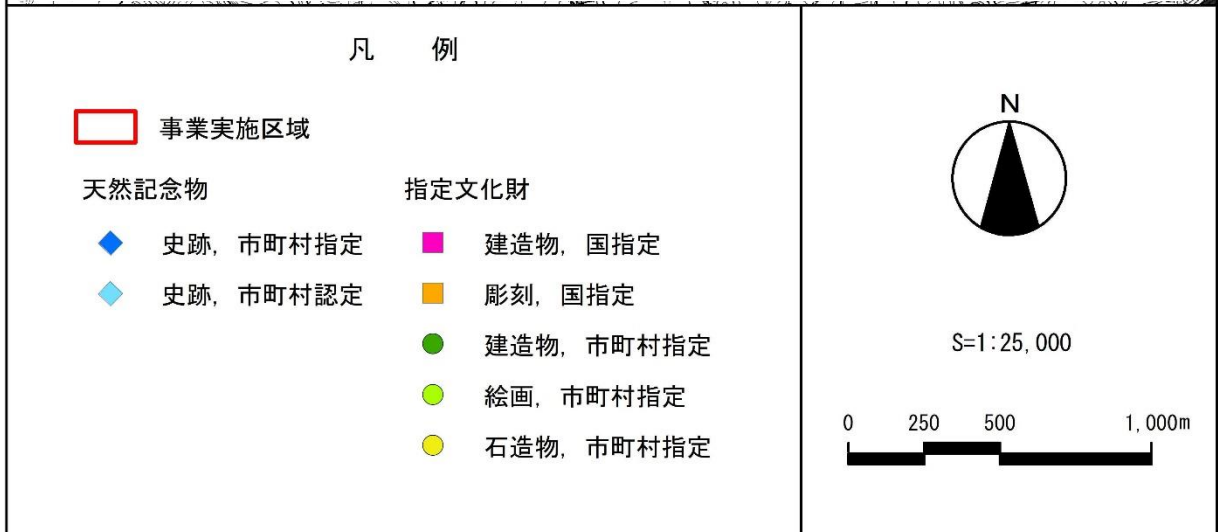 凡　例
事業実施区域
天然記念物
史跡，市町村指定
史跡，市町村認定
指定文化財
建造物，国指定
彫刻，国指定
建造物，市町村指定
絵画，市町村指定
石造物，市町村指定
N
S=1:25,000
0 250 500 1,000m